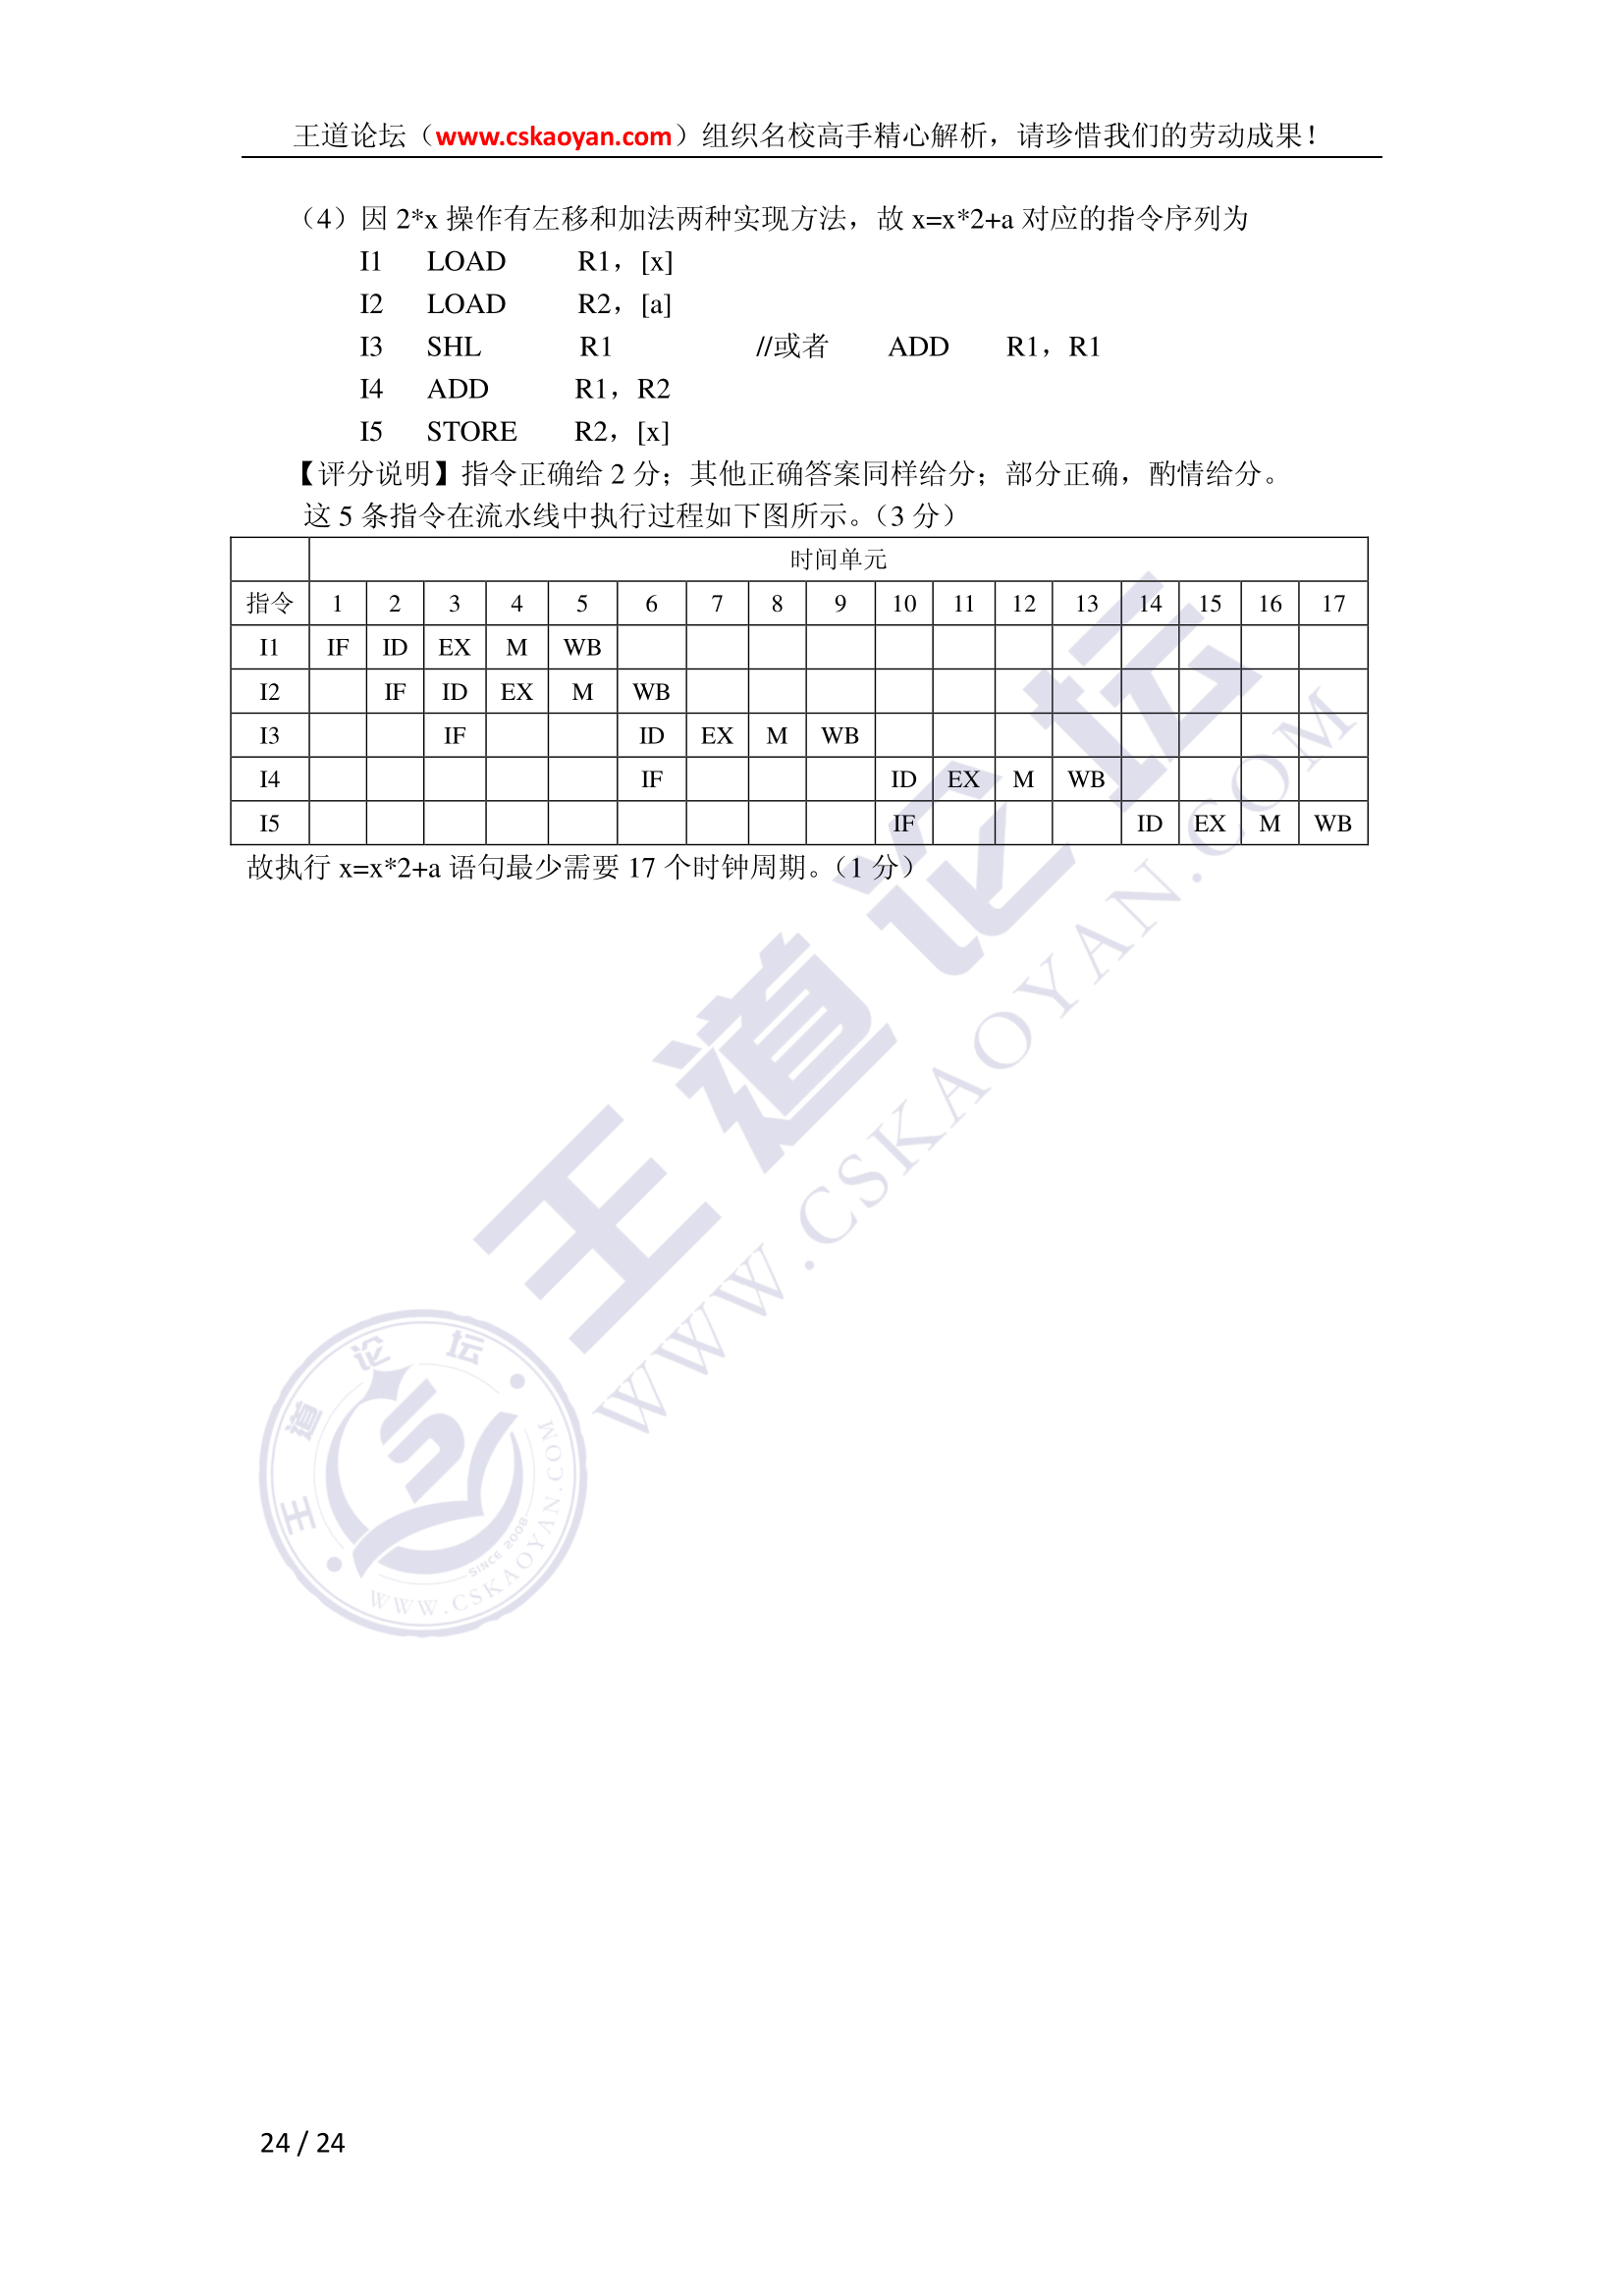 王道论坛（www.cskaoyan.com）组织名校高手精心解析，请珍惜我们的劳动成果！
（4）因 2*x 操作有左移和加法两种实现方法，故 x=x*2+a 对应的指令序列为
I1 LOAD R1，[x]
I2 LOAD R2，[a]
I3 SHL R1 //或者 ADD R1，R1
I4 ADD R1，R2
I5 STORE R2，[x]
【评分说明】指令正确给 2 分；其他正确答案同样给分；部分正确，酌情给分。
这 5 条指令在流水线中执行过程如下图所示。（3 分）
时间单元
指令 1 2 3 4 5 6 7 8 9 10 11 12 13 14 15 16 17
I1 IF ID EX M WB
I2 IF ID EX M WB
I3 IF ID EX M WB
I4 IF ID EX M WB
I5 IF ID EX M WB
故执行 x=x*2+a 语句最少需要 17 个时钟周期。（1 分）
王道论坛
WWW.CSKAOYAN.COM
王道论坛
SINCE 2008
WWW.CSKAOYAN.COM
24 / 24